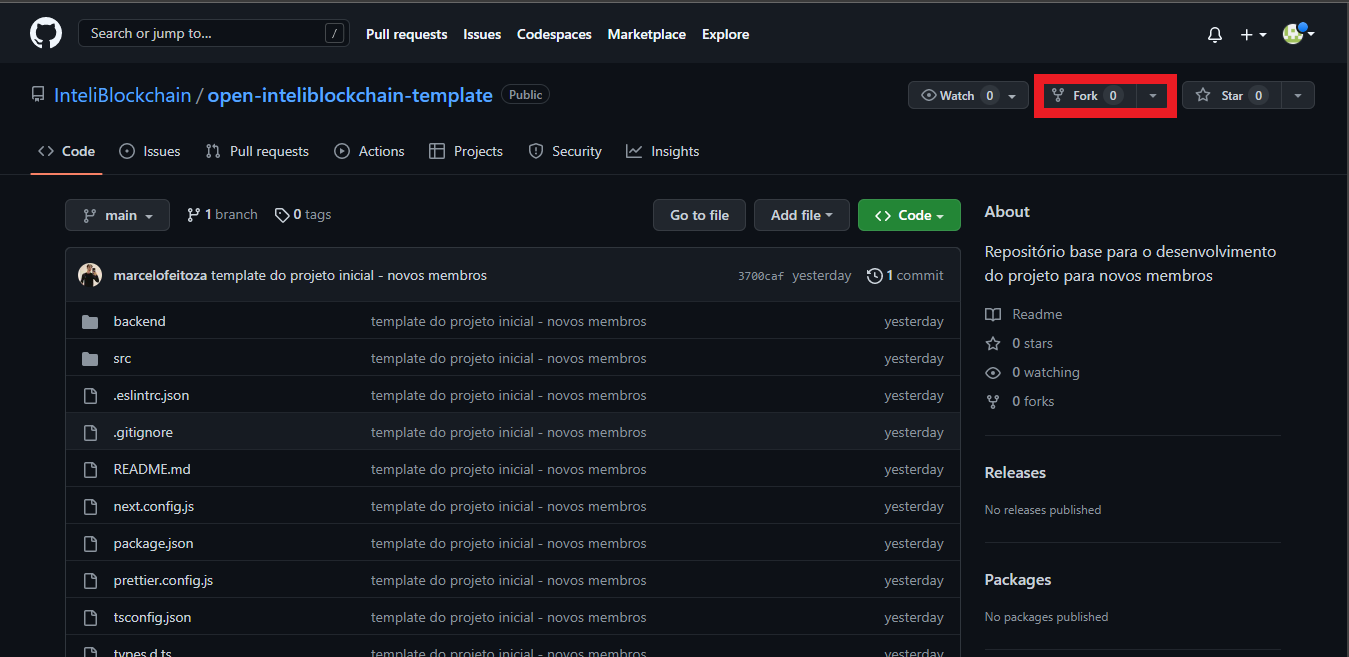 Search or jump to... / Pull requests Issues Codespaces Marketplace Explore
InteliBlockchain / open-inteliblockchain-template Public Watch 0 Fork 0 Star 0
Code Issues Pull requests Actions Projects Security Insights
main 1 branch 0 tags Go to file Add file Code
marcelofeitoza template do projeto inicial - novos membros 3700caf yesterday 1 commit
backend template do projeto inicial - novos membros yesterday
src template do projeto inicial - novos membros yesterday
.eslintrc.json template do projeto inicial - novos membros yesterday
.gitignore template do projeto inicial - novos membros yesterday
README.md template do projeto inicial - novos membros yesterday
next.config.js template do projeto inicial - novos membros yesterday
package.json template do projeto inicial - novos membros yesterday
prettier.config.js template do projeto inicial - novos membros yesterday
tsconfig.json template do projeto inicial - novos membros yesterday
types.d.ts template do projeto inicial - novos membros yesterday
About
Repositório base para o desenvolvimento
do projeto para novos membros
Readme
0 stars
0 watching
0 forks
Releases
No releases published
Packages
No packages published